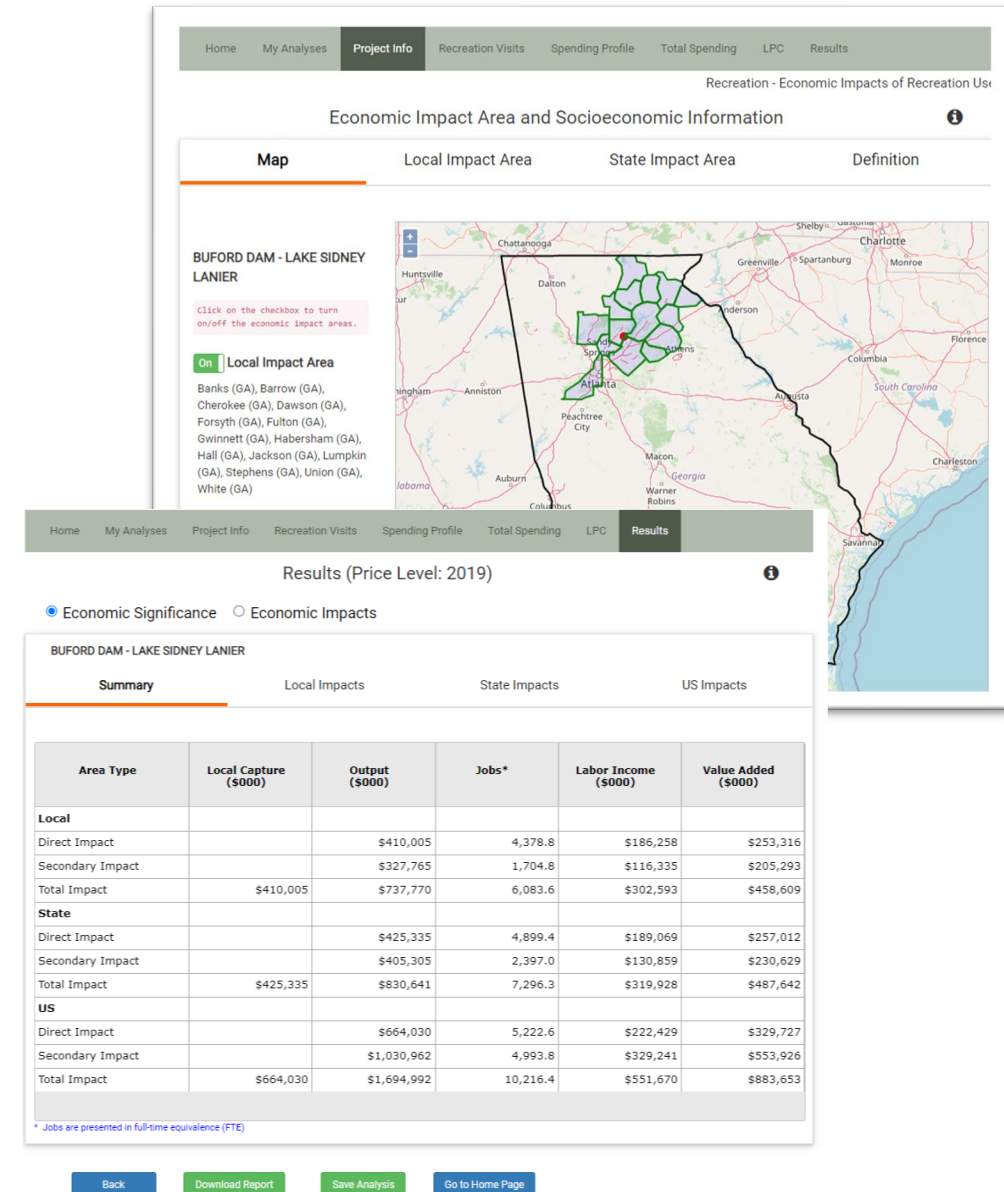 Home My Analyses Project Info Recreation Visits Spending Profile Total Spending LPC Results
Recreation - Economic Impacts of Recreation Use
Economic Impact Area and Socioeconomic Information
Map Local Impact Area State Impact Area Definition
BUFORD DAM - LAKE SIDNEY
LANIER
Click on the checkbox to turn
on/off the economic impact areas.
On Local Impact Area
Banks (GA), Barrow (GA),
Cherokee (GA), Dawson (GA),
Forsyth (GA), Fulton (GA),
Gwinnett (GA), Habersham (GA),
Hall (GA), Jackson (GA), Lumpkin
(GA), Stephens (GA), Union (GA),
White (GA)
+
-
Shelby
Gastonia
Charlotte
Chattanooga
Greenville
Spartanburg
Monroe
Huntsville
Dalton
Anderson
Florence
Sandy
Springs
Athens
Columbia
South Carolina
Anniston
Atlanta
Augusta
Peachtree
City
Macon
Charleston
Georgia
Auburn
Warner
Robins
Columbus
Savannah
Home My Analyses Project Info Recreation Visits Spending Profile Total Spending LPC Results
Results (Price Level: 2019)
Economic Significance Economic Impacts
BUFORD DAM - LAKE SIDNEY LANIER
Summary Local Impacts State Impacts US Impacts
Area Type Local Capture ($000) Output ($000) Jobs* Labor Income ($000) Value Added ($000)
Local
Direct Impact $410,005 4,378.8 $186,258 $253,316
Secondary Impact $327,765 1,704.8 $116,335 $205,293
Total Impact $410,005 $737,770 6,083.6 $302,593 $458,609
State
Direct Impact $425,335 4,899.4 $189,069 $257,012
Secondary Impact $405,305 2,397.0 $130,859 $230,629
Total Impact $425,335 $830,641 7,296.3 $319,928 $487,642
US
Direct Impact $664,030 5,222.6 $222,429 $329,727
Secondary Impact $1,030,962 4,993.8 $329,241 $553,926
Total Impact $664,030 $1,694,992 10,216.4 $551,670 $883,653
* Jobs are presented in full-time equivalence (FTE)
Back Download Report Save Analysis Go to Home Page